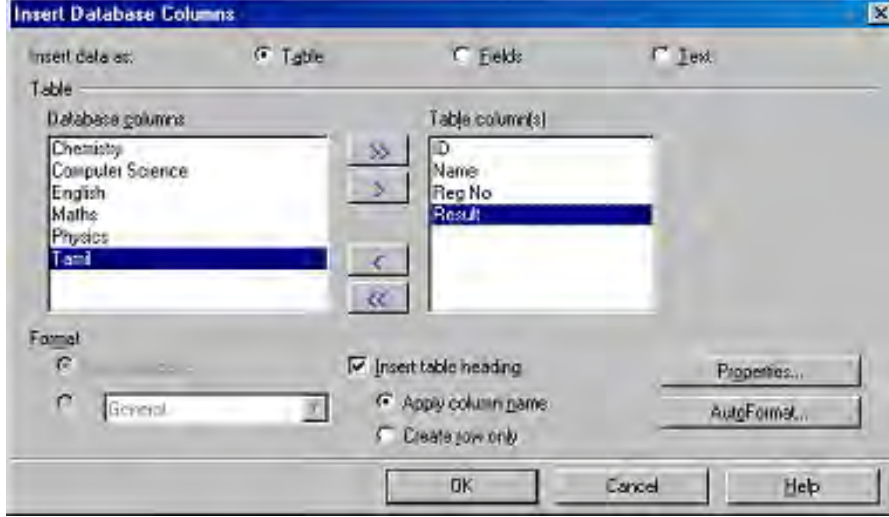 Insert Database Columns
Insert data as: Table Fields Text
Table
Database columns Table column(s)
Chemistry
Computer Science
English
Maths
Physics
Tamil
>>
>
<
<<
ID
Name
Reg No
Result
Format
General
Insert table heading
Apply column name
Create row only
Properties...
AutoFormat...
OK Cancel Help